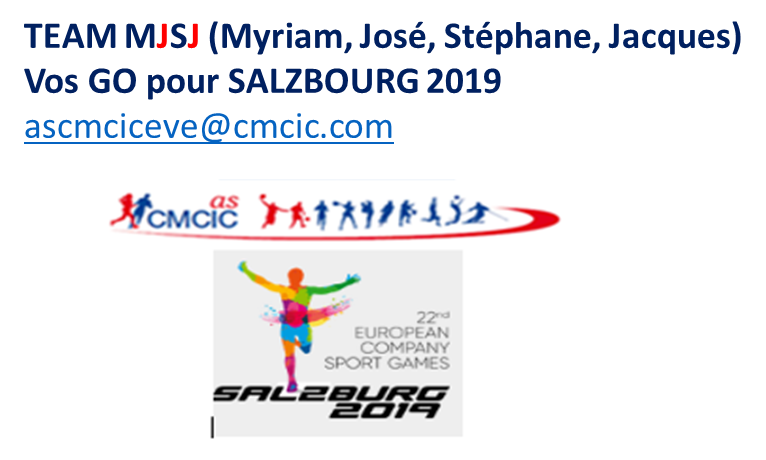 TEAM MJSJ (Myriam, José, Stéphane, Jacques)
Vos GO pour SALZBOURG 2019
ascmciceve@cmcic.com
as
CMCIC
22nd
EUROPEAN
COMPANY
SPORT GAMES
SALZBURG
2019